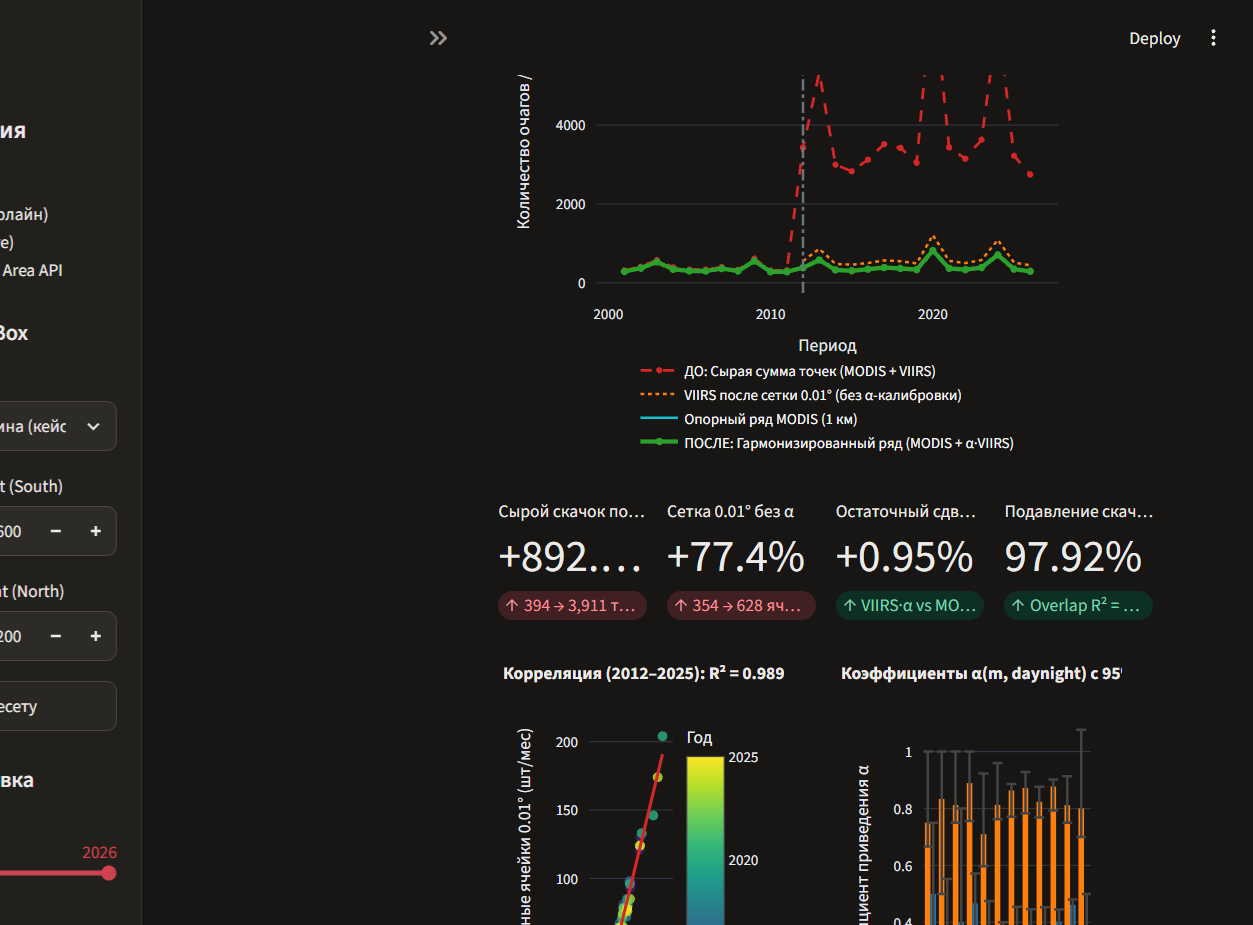 Deploy
ия
олайн)
e)
Area API
Box
ина (кейс
t (South)
600
−
+
t (North)
200
−
+
есету
вка
2026
Количество очагов /
4000
2000
0
2000
2010
2020
Период
ДО: Сырая сумма точек (MODIS + VIIRS)
VIIRS после сетки 0.01° (без α-калибровки)
Опорный ряд MODIS (1 км)
ПОСЛЕ: Гармонизированный ряд (MODIS + α·VIIRS)
Сырой скачок по…
+892.…
↑ 394 → 3,911 т…
Сетка 0.01° без α
+77.4%
↑ 354 → 628 яч…
Остаточный сдв…
+0.95%
↑ VIIRS·α vs MO…
Подавление скач…
97.92%
↑ Overlap R² = …
Корреляция (2012–2025): R² = 0.989
ные ячейки 0.01° (шт/мес)
200
150
100
Год
2025
2020
Коэффициенты α(m, daynight) с 95
циент приведения α
1
0.8
0.6
0.4